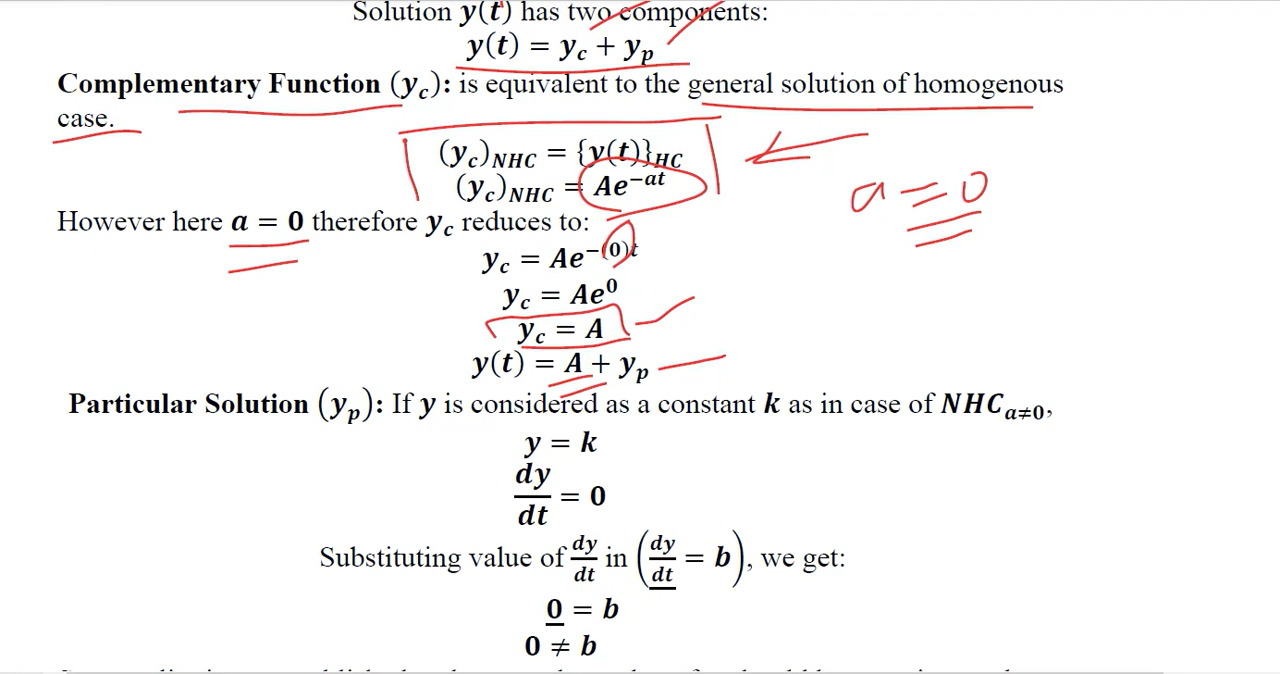 Solution y(t) has two components:
y(t) = y_c + y_p
Complementary Function (y_c): is equivalent to the general solution of homogenous
case.
(y_c)_NHC = {y(t)}_HC
(y_c)_NHC = Ae^{-at}
a = 0
However here a = 0 therefore y_c reduces to:
y_c = Ae^{-(0)t}
y_c = Ae^0
y_c = A
y(t) = A + y_p
Particular Solution (y_p): If y is considered as a constant k as in case of NHC_{a≠0},
y = k
dy/dt = 0
Substituting value of dy/dt in (dy/dt = b), we get:
0 = b
0 ≠ b